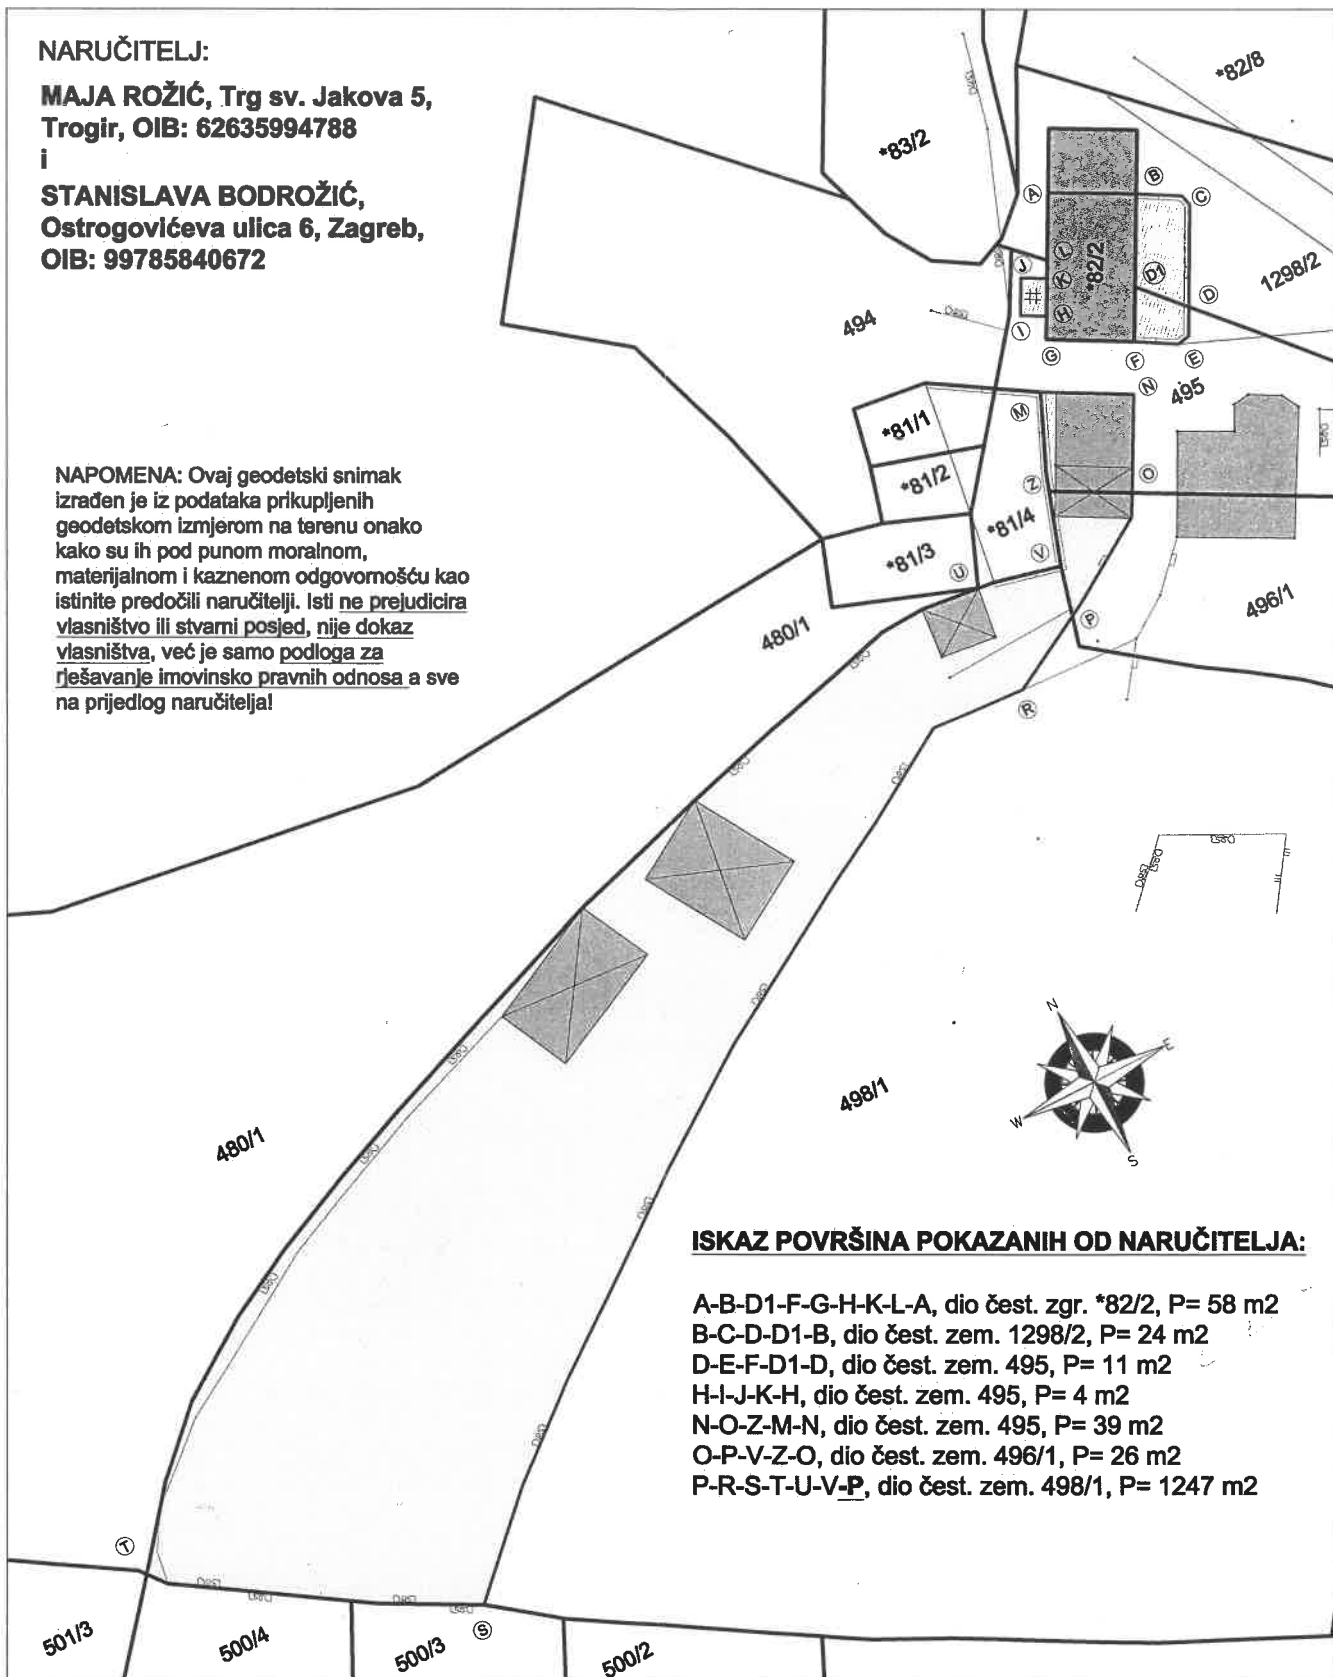 NARUČITELJ:
MAJA ROŽIĆ, Trg sv. Jakova 5,
Trogir, OIB: 62635994788
i
STANISLAVA BODROŽIĆ,
Ostrogovićeva ulica 6, Zagreb,
OIB: 99785840672
*82/8
*83/2
B
A
C
L
*82/2
1298/2
J
K
D1
D
H
494
I
G
F
E
N
495
M
*81/1
NAPOMENA: Ovaj geodetski snimak
izrađen je iz podataka prikupljenih
geodetskom izmjerom na terenu onako
kako su ih pod punom moralnom,
materijalnom i kaznenom odgovornošću kao
istinite predočili naručitelji. Isti ne prejudicira
vlasništvo ili stvarni posjed, nije dokaz
vlasništva, već je samo podloga za
rješavanje imovinsko pravnih odnosa a sve
na prijedlog naručitelja!
*81/2
O
Z
*81/4
*81/3
V
U
496/1
480/1
P
R
498/1
N
E
W
S
480/1
ISKAZ POVRŠINA POKAZANIH OD NARUČITELJA:
A-B-D1-F-G-H-K-L-A, dio čest. zgr. *82/2, P= 58 m2
B-C-D-D1-B, dio čest. zem. 1298/2, P= 24 m2
D-E-F-D1-D, dio čest. zem. 495, P= 11 m2
H-I-J-K-H, dio čest. zem. 495, P= 4 m2
N-O-Z-M-N, dio čest. zem. 495, P= 39 m2
O-P-V-Z-O, dio čest. zem. 496/1, P= 26 m2
P-R-S-T-U-V-P, dio čest. zem. 498/1, P= 1247 m2
T
501/3
500/4
500/3
S
500/2